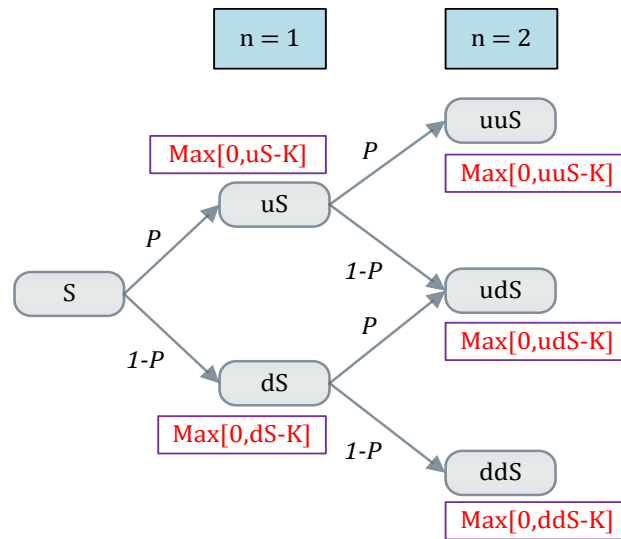 n = 1
n = 2
uuS
Max[0,uS-K]
P
Max[0,uuS-K]
uS
P
1-P
S
udS
P
1-P
Max[0,udS-K]
dS
Max[0,dS-K]
1-P
ddS
Max[0,ddS-K]